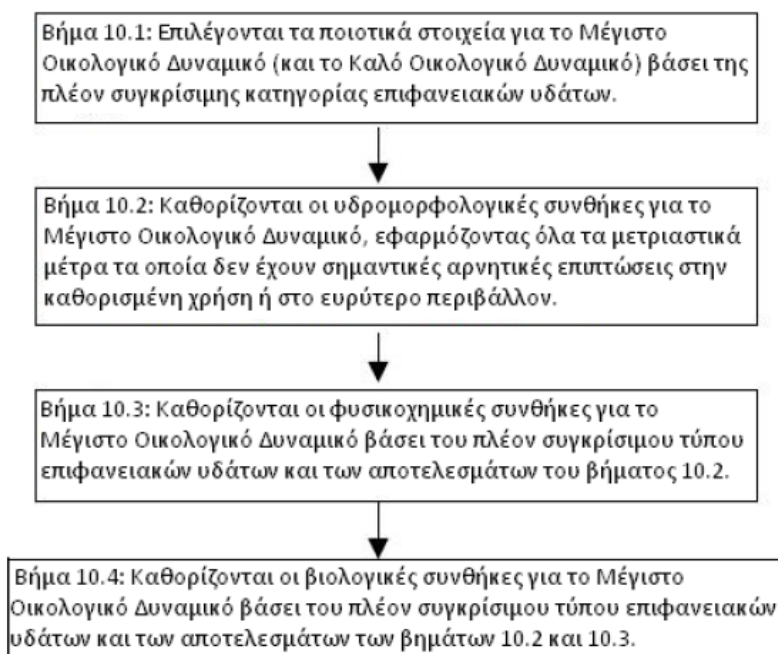 Βήμα 10.1: Επιλέγονται τα ποιοτικά στοιχεία για το Μέγιστο
Οικολογικό Δυναμικό (και το Καλό Οικολογικό Δυναμικό) βάσει της
πλέον συγκρίσιμης κατηγορίας επιφανειακών υδάτων.
Βήμα 10.2: Καθορίζονται οι υδρομορφολογικές συνθήκες για το
Μέγιστο Οικολογικό Δυναμικό, εφαρμόζοντας όλα τα μετριαστικά
μέτρα τα οποία δεν έχουν σημαντικές αρνητικές επιπτώσεις στην
καθορισμένη χρήση ή στο ευρύτερο περιβάλλον.
Βήμα 10.3: Καθορίζονται οι φυσικοχημικές συνθήκες για το
Μέγιστο Οικολογικό Δυναμικό βάσει του πλέον συγκρίσιμου τύπου
επιφανειακών υδάτων και των αποτελεσμάτων του βήματος 10.2.
Βήμα 10.4: Καθορίζονται οι βιολογικές συνθήκες για το Μέγιστο
Οικολογικό Δυναμικό βάσει του πλέον συγκρίσιμου τύπου επιφανειακών
υδάτων και των αποτελεσμάτων των βημάτων 10.2 και 10.3.